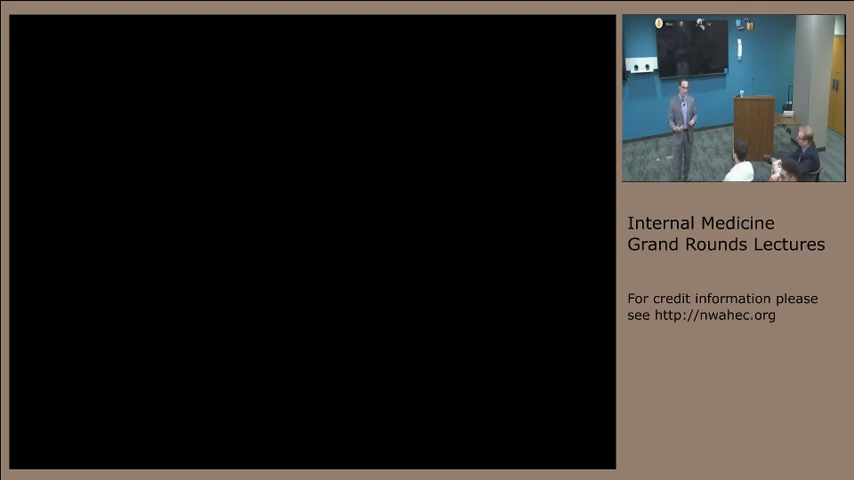 Internal Medicine
Grand Rounds Lectures
For credit information please
see http://nwahec.org